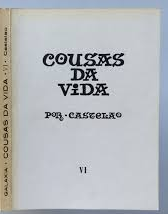 COUSAS
DA
VIDA
POR · CASTELAO
VI
GALAXIA · COUSAS DA VIDA · VI · Castelao